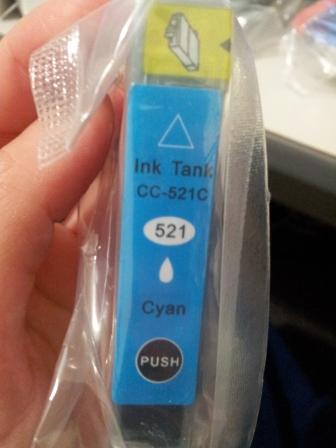 Ink Tank
CC-521C
521
Cyan
PUSH